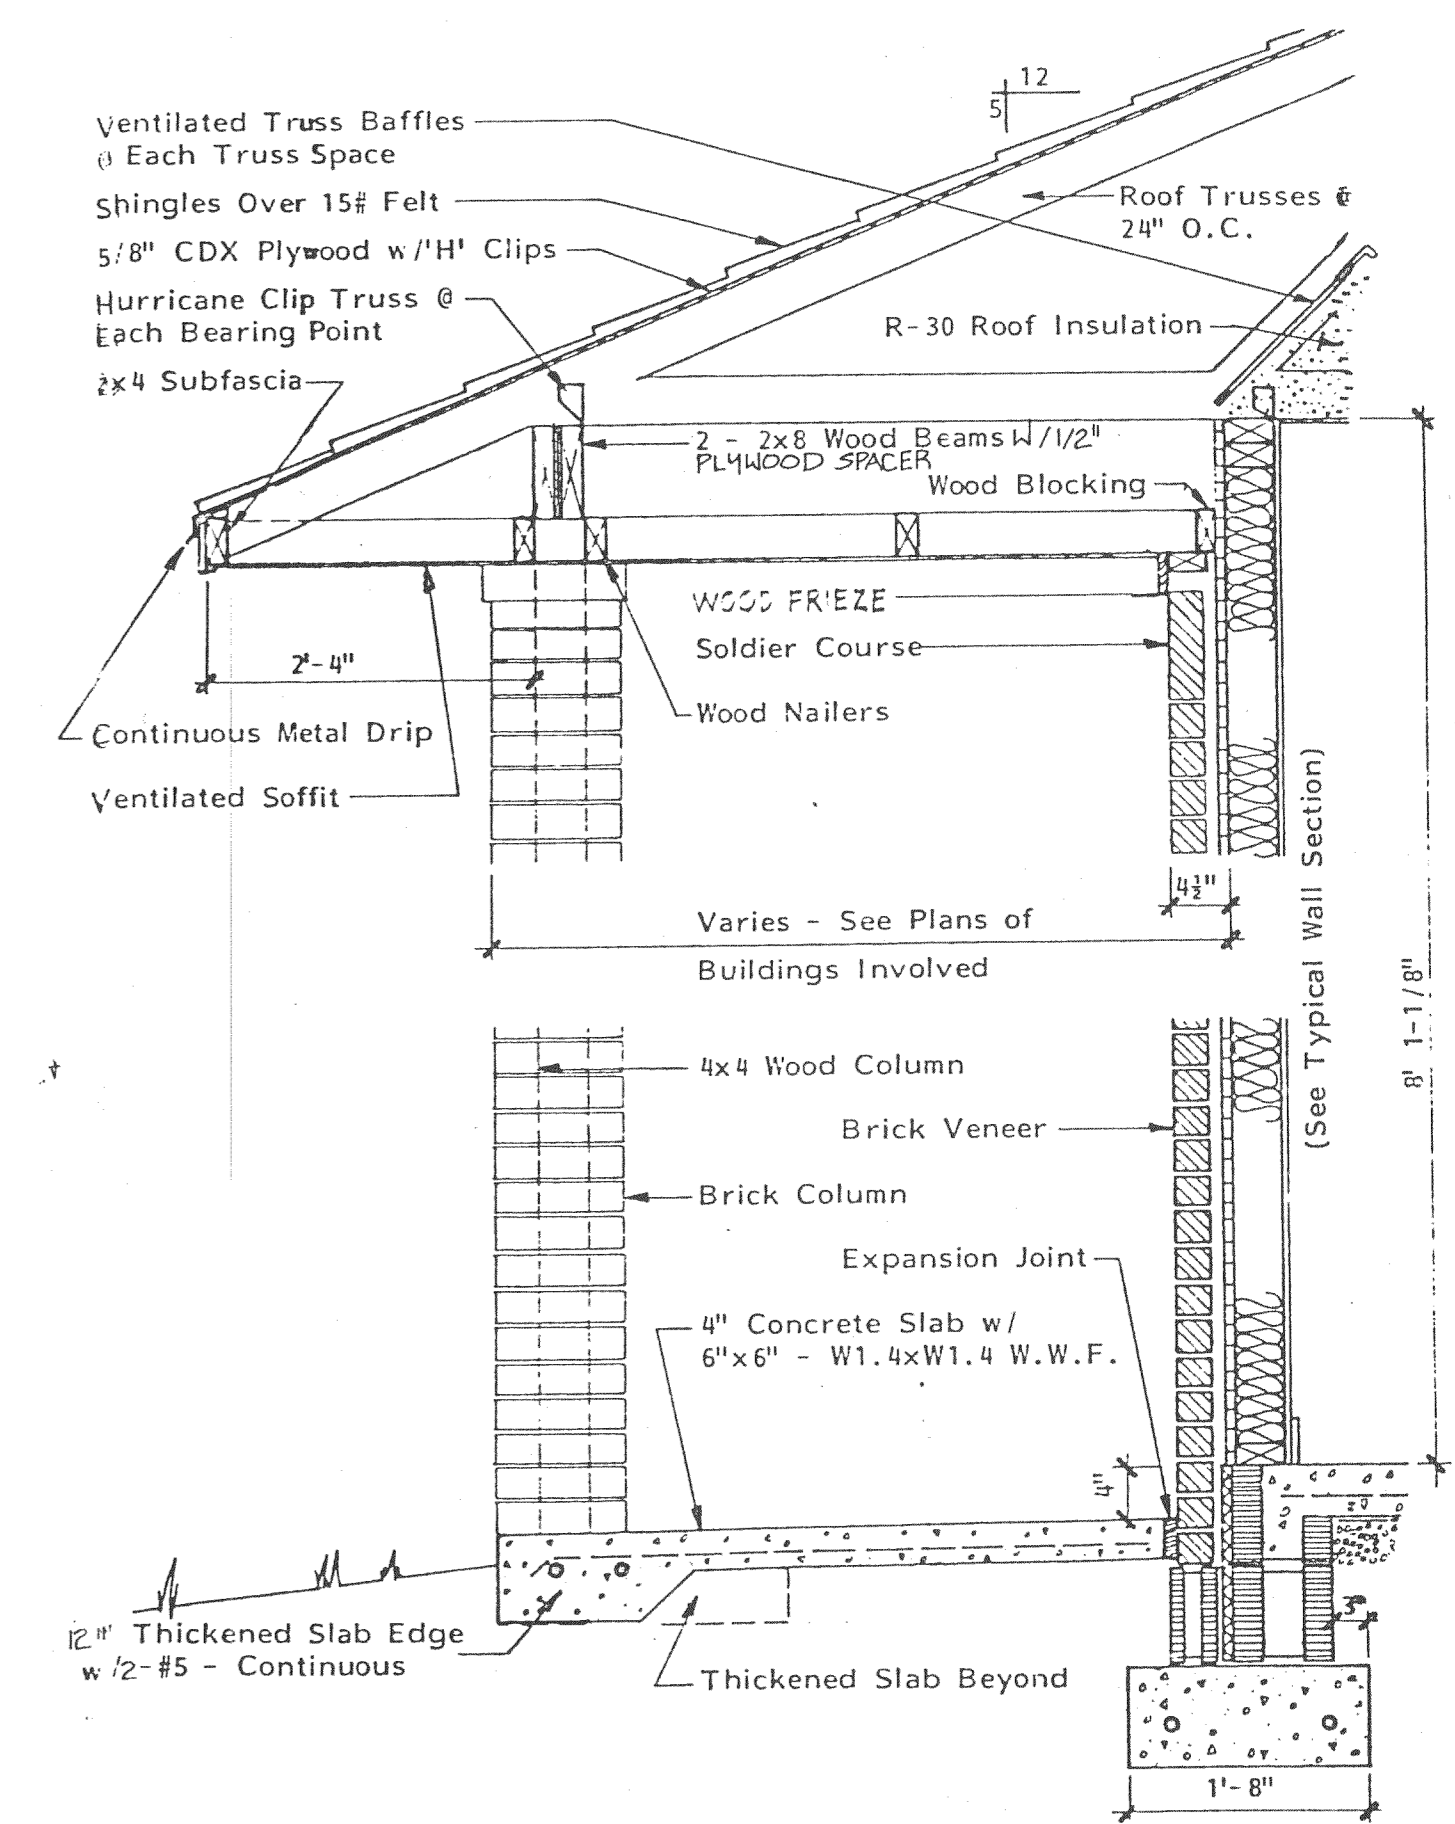 12
5
Ventilated Truss Baffles
@ Each Truss Space
Shingles Over 15# Felt
5/8" CDX Plywood w/'H' Clips
Hurricane Clip Truss @
Each Bearing Point
2x4 Subfascia
Roof Trusses @
24" O.C.
R-30 Roof Insulation
2 - 2x8 Wood Beams W/1/2"
PLYWOOD SPACER
Wood Blocking
WOOD FRIEZE
Soldier Course
2'-4"
Wood Nailers
Continuous Metal Drip
Ventilated Soffit
4½"
Varies - See Plans of
Buildings Involved
(See Typical Wall Section)
8' 1-1/8"
4x4 Wood Column
Brick Veneer
Brick Column
Expansion Joint
4" Concrete Slab w/
6"x6" - W1.4xW1.4 W.W.F.
4"
3"
12" Thickened Slab Edge
w/2-#5 - Continuous
Thickened Slab Beyond
1'-8"